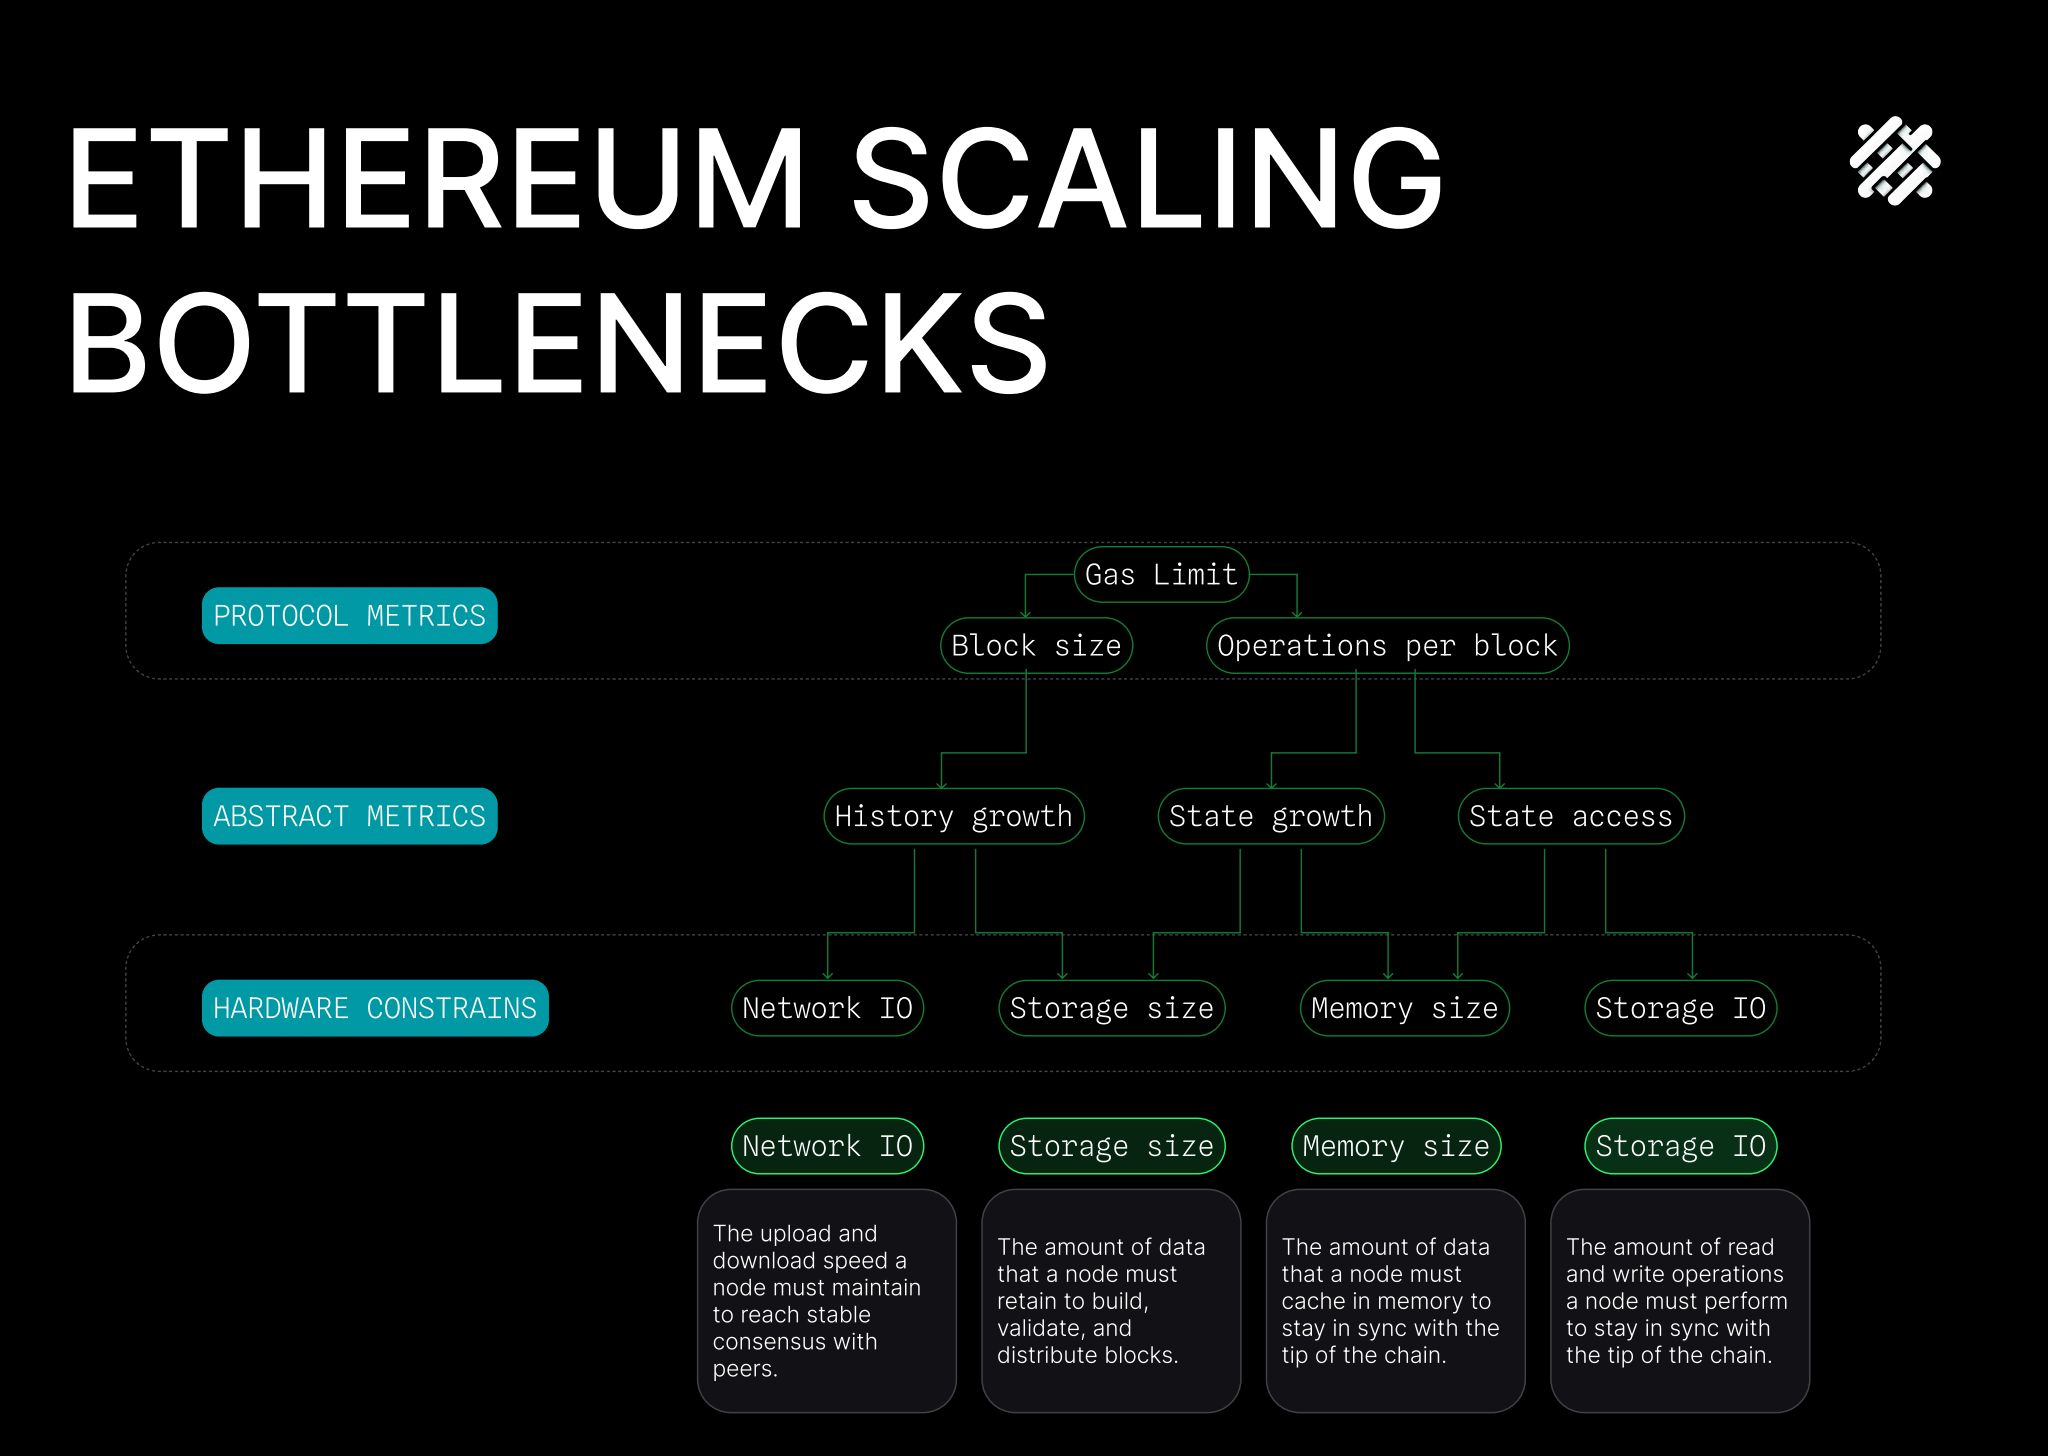 ETHEREUM SCALING
BOTTLENECKS
PROTOCOL METRICS
Gas Limit
Block size
Operations per block
ABSTRACT METRICS
History growth
State growth
State access
HARDWARE CONSTRAINS
Network IO
Storage size
Memory size
Storage IO
Network IO
The upload and
download speed a
node must maintain
to reach stable
consensus with
peers.
Storage size
The amount of data
that a node must
retain to build,
validate, and
distribute blocks.
Memory size
The amount of data
that a node must
cache in memory to
stay in sync with the
tip of the chain.
Storage IO
The amount of read
and write operations
a node must perform
to stay in sync with
the tip of the chain.